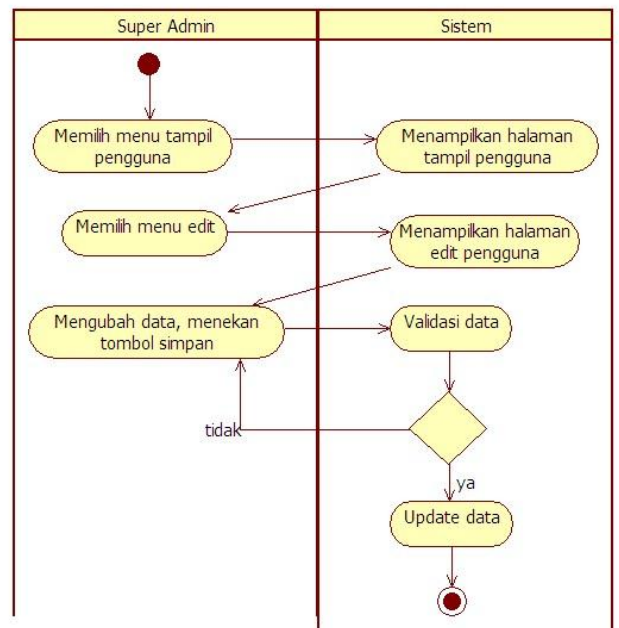 Super Admin
Sistem
Memilih menu tampil
pengguna
Menampilkan halaman
tampil pengguna
Memilih menu edit
Menampilkan halaman
edit pengguna
Mengubah data, menekan
tombol simpan
Validasi data
tidak
ya
Update data